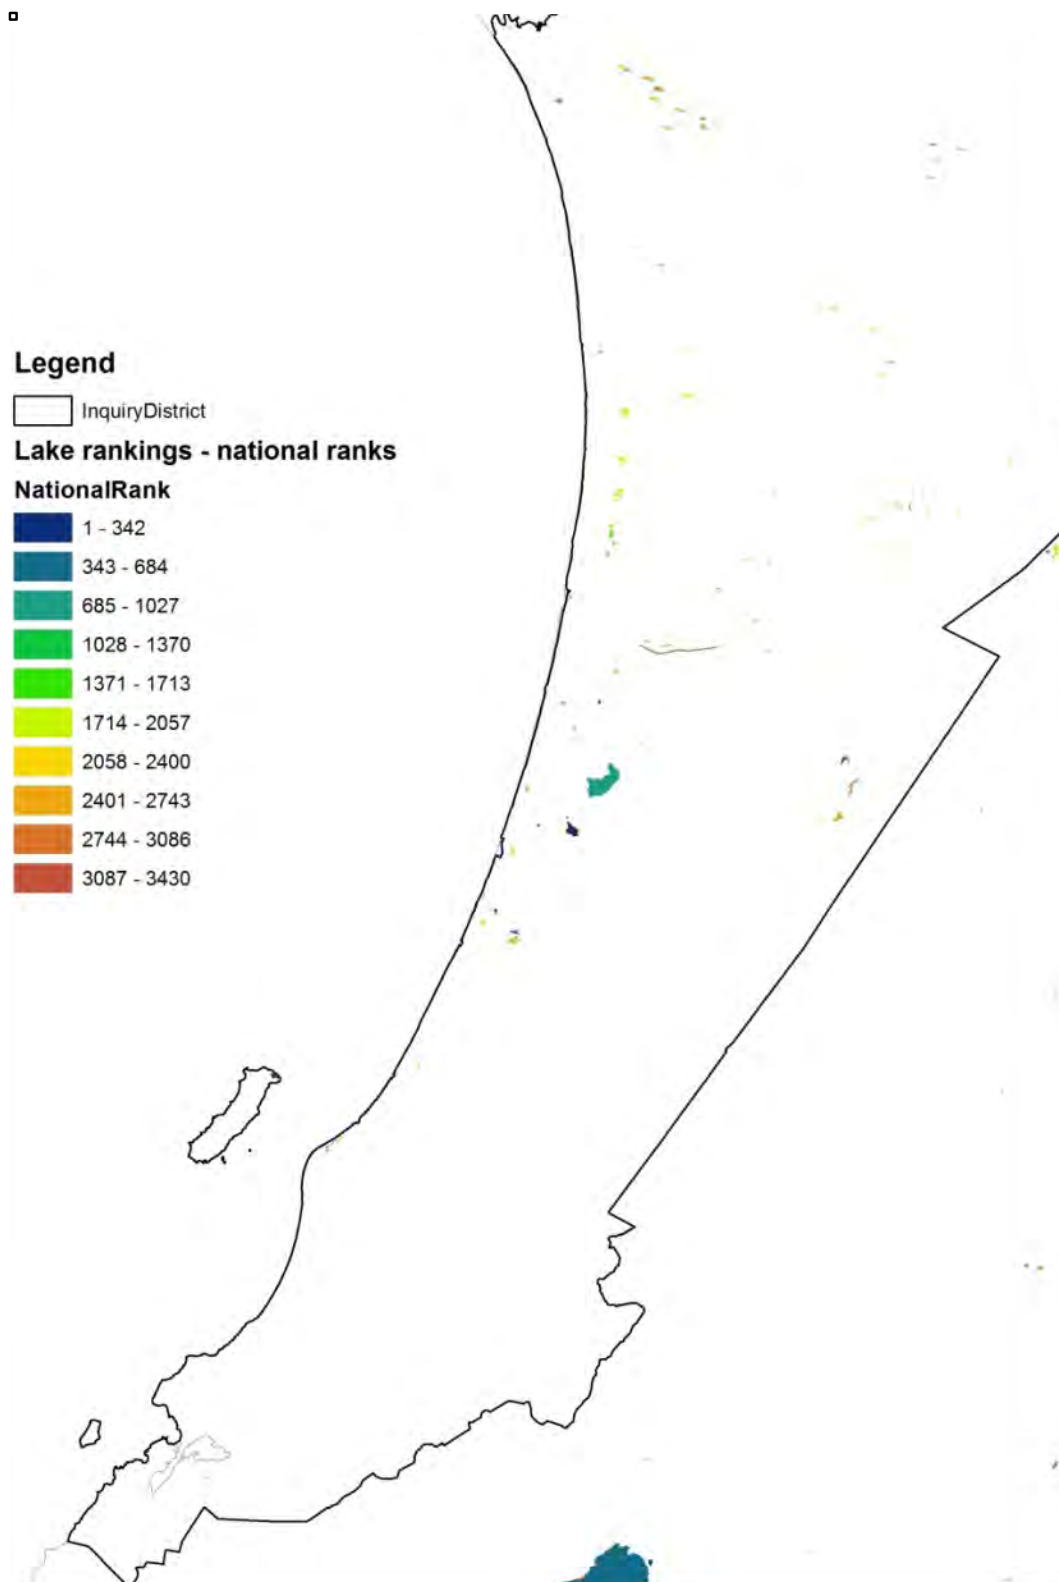 Legend
InquiryDistrict
Lake rankings - national ranks
NationalRank
1 - 342
343 - 684
685 - 1027
1028 - 1370
1371 - 1713
1714 - 2057
2058 - 2400
2401 - 2743
2744 - 3086
3087 - 3430